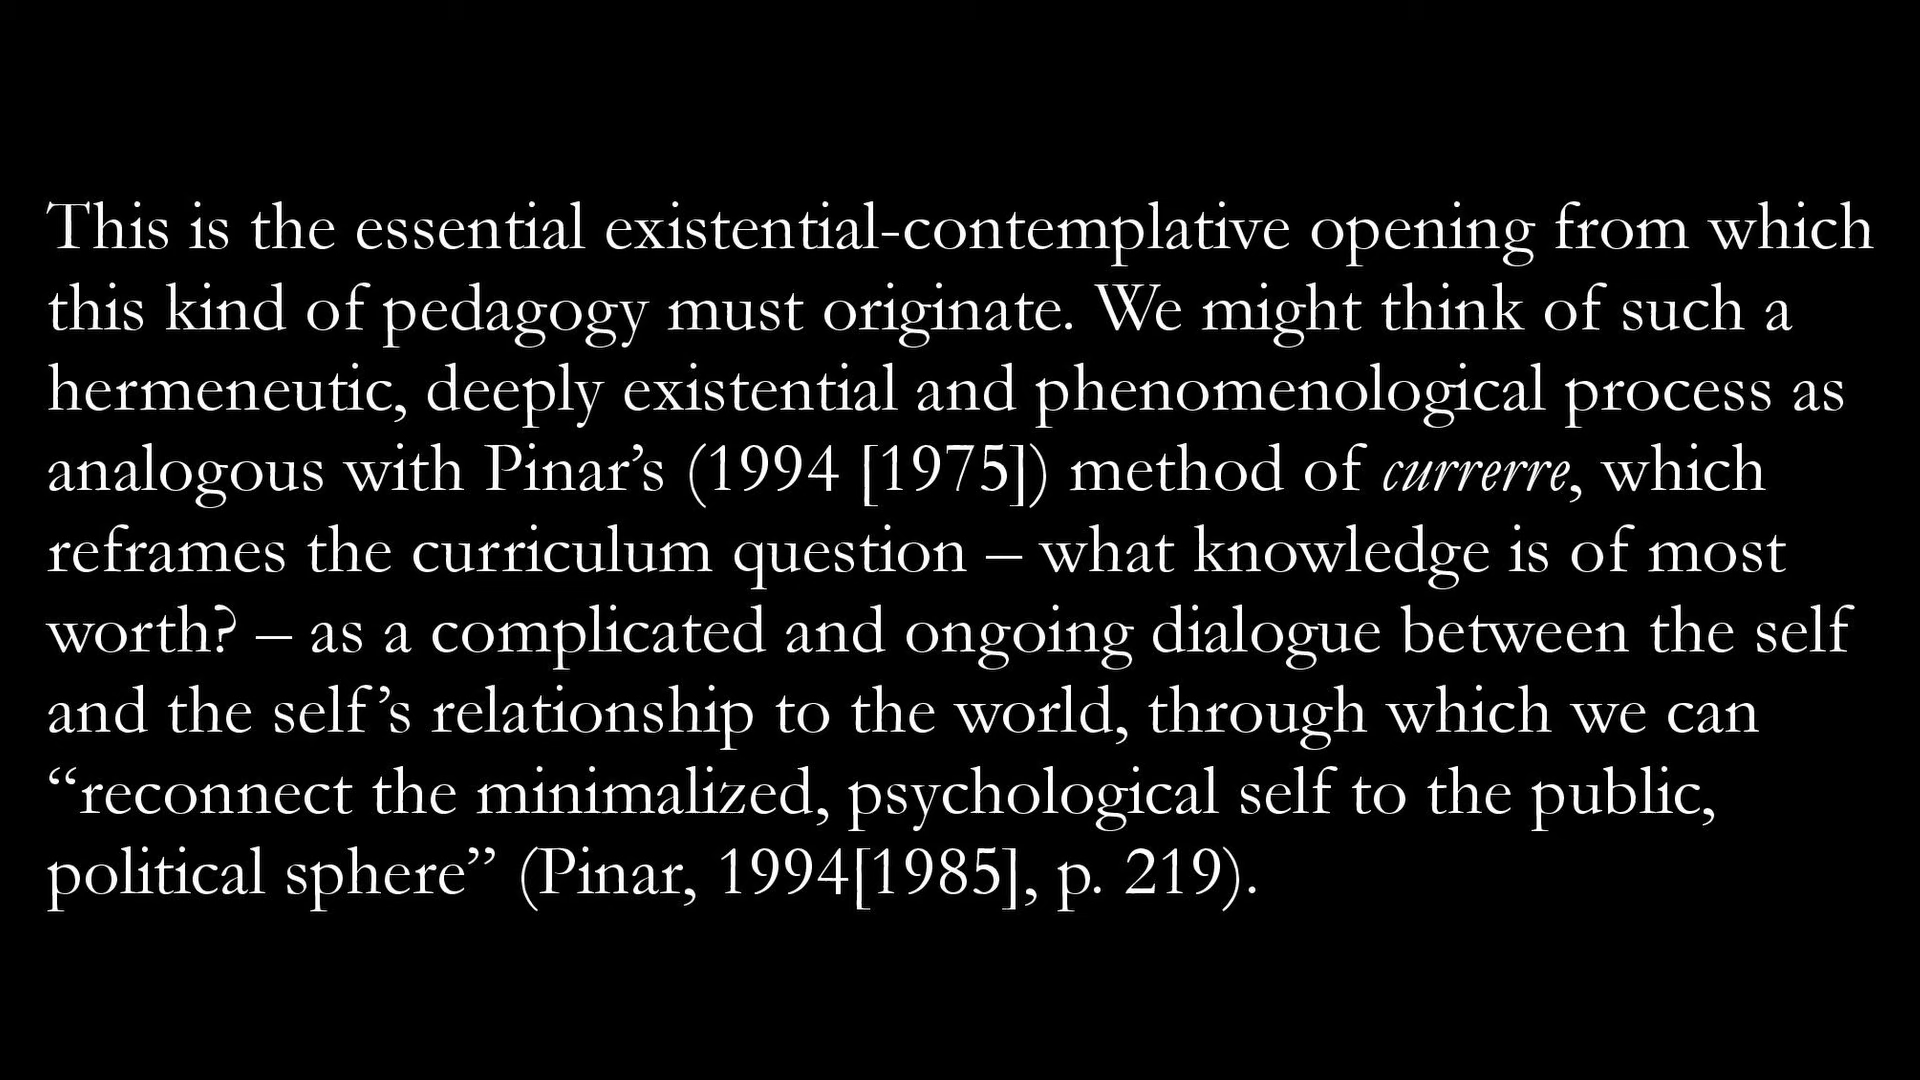 This is the essential existential-contemplative opening from which
this kind of pedagogy must originate. We might think of such a
hermeneutic, deeply existential and phenomenological process as
analogous with Pinar’s (1994 [1975]) method of currerre, which
reframes the curriculum question – what knowledge is of most
worth? – as a complicated and ongoing dialogue between the self
and the self’s relationship to the world, through which we can
“reconnect the minimalized, psychological self to the public,
political sphere” (Pinar, 1994[1985], p. 219).